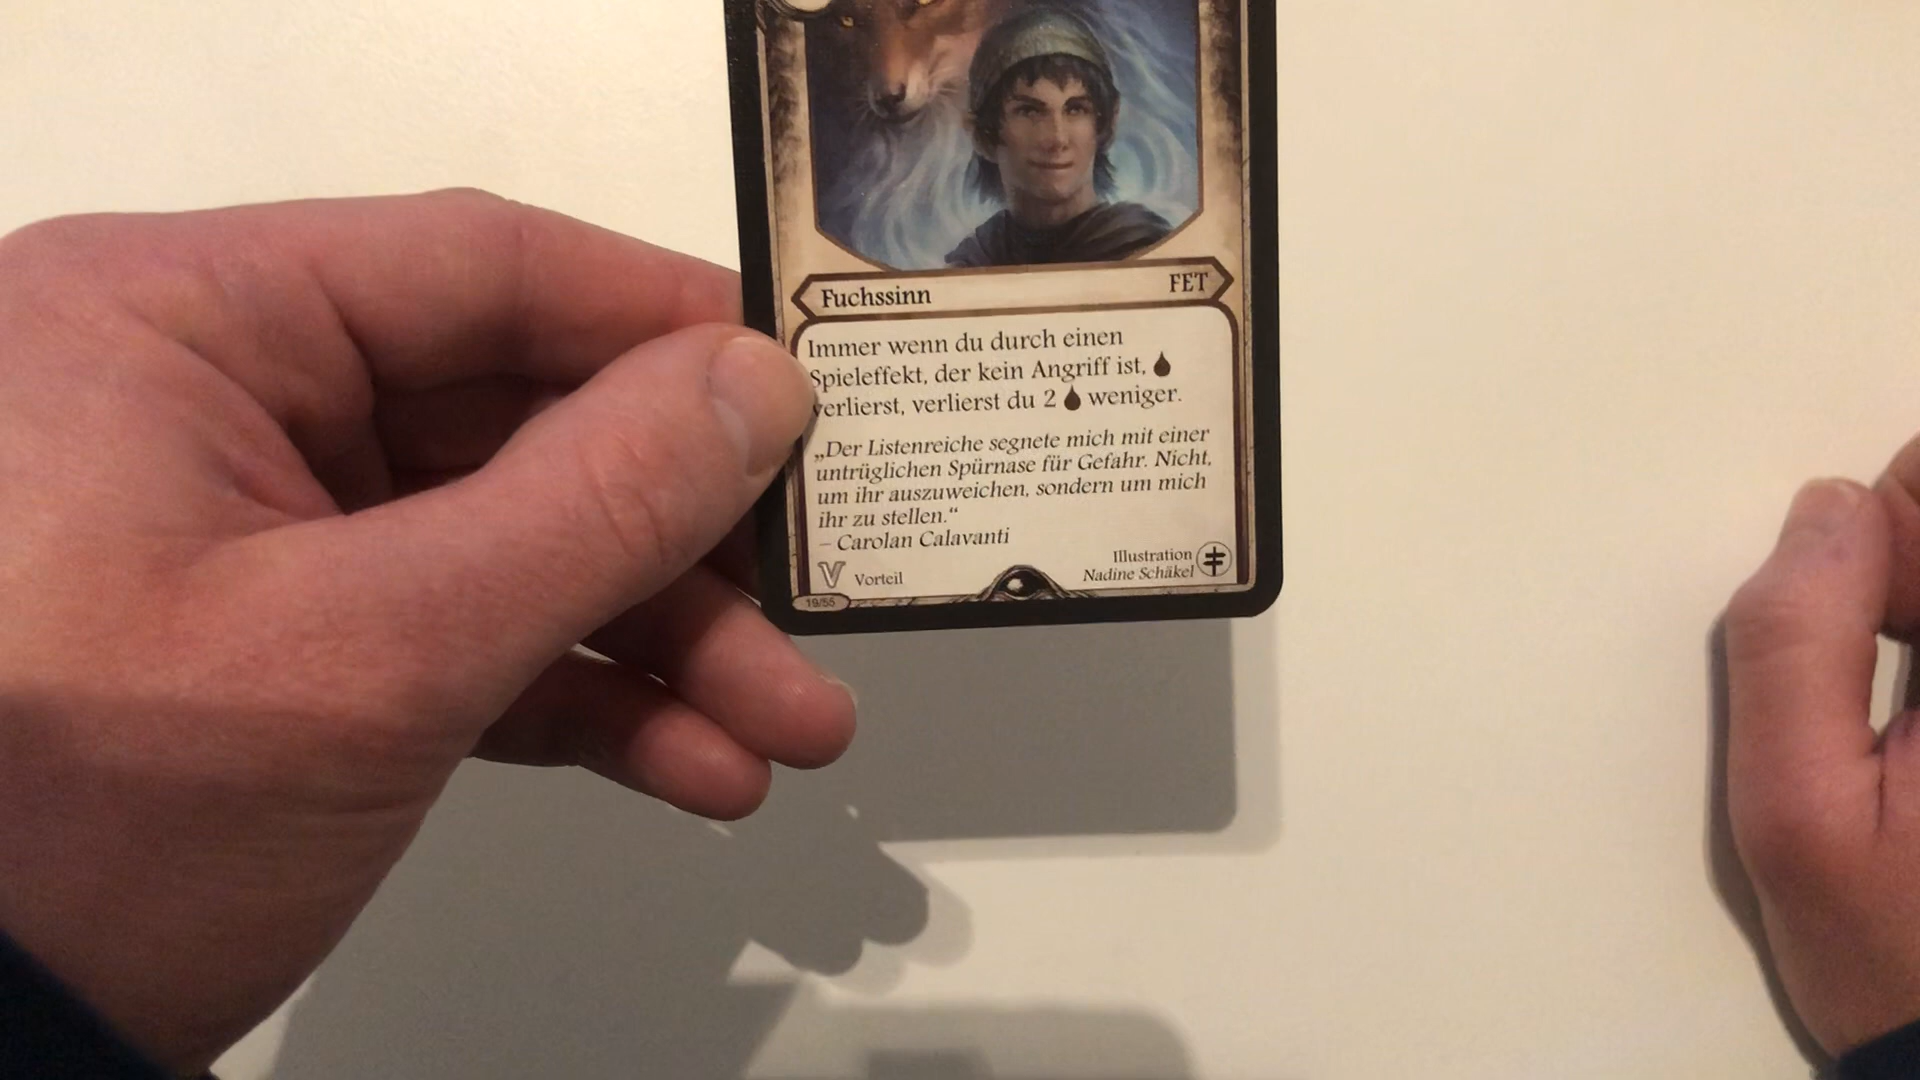 Fuchssinn FET
Immer wenn du durch einen
Spieleffekt, der kein Angriff ist,
verlierst, verlierst du 2 weniger.
„Der Listenreiche segnete mich mit einer
untrüglichen Spürnase für Gefahr. Nicht,
um ihr auszuweichen, sondern um mich
ihr zu stellen.“
– Carolan Calavanti
V Vorteil
Illustration
Nadine Schäkel
19/55